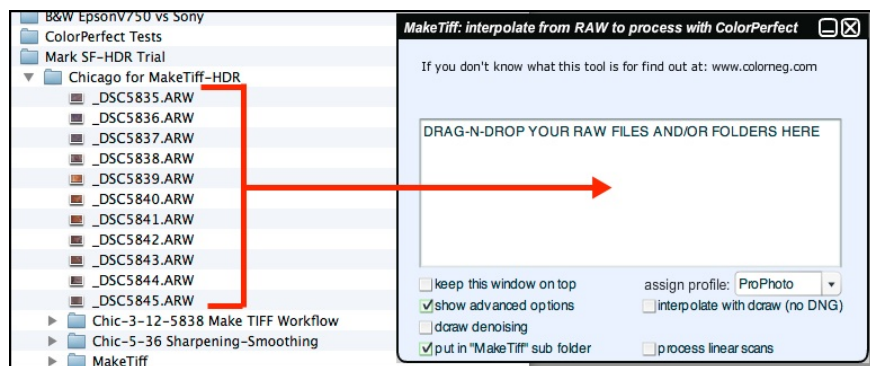 B&W EpsonV750 vs Sony
ColorPerfect Tests
Mark SF-HDR Trial
Chicago for MakeTiff-HDR
_DSC5835.ARW
_DSC5836.ARW
_DSC5837.ARW
_DSC5838.ARW
_DSC5839.ARW
_DSC5840.ARW
_DSC5841.ARW
_DSC5842.ARW
_DSC5843.ARW
_DSC5844.ARW
_DSC5845.ARW
Chic-3-12-5838 Make TIFF Workflow
Chic-5-36 Sharpening-Smoothing
MakeTiff
MakeTiff: interpolate from RAW to process with ColorPerfect
If you don't know what this tool is for find out at: www.colorneg.com
DRAG-N-DROP YOUR RAW FILES AND/OR FOLDERS HERE
keep this window on top
assign profile: ProPhoto
show advanced options
interpolate with dcraw (no DNG)
dcraw denoising
put in "MakeTiff" sub folder
process linear scans